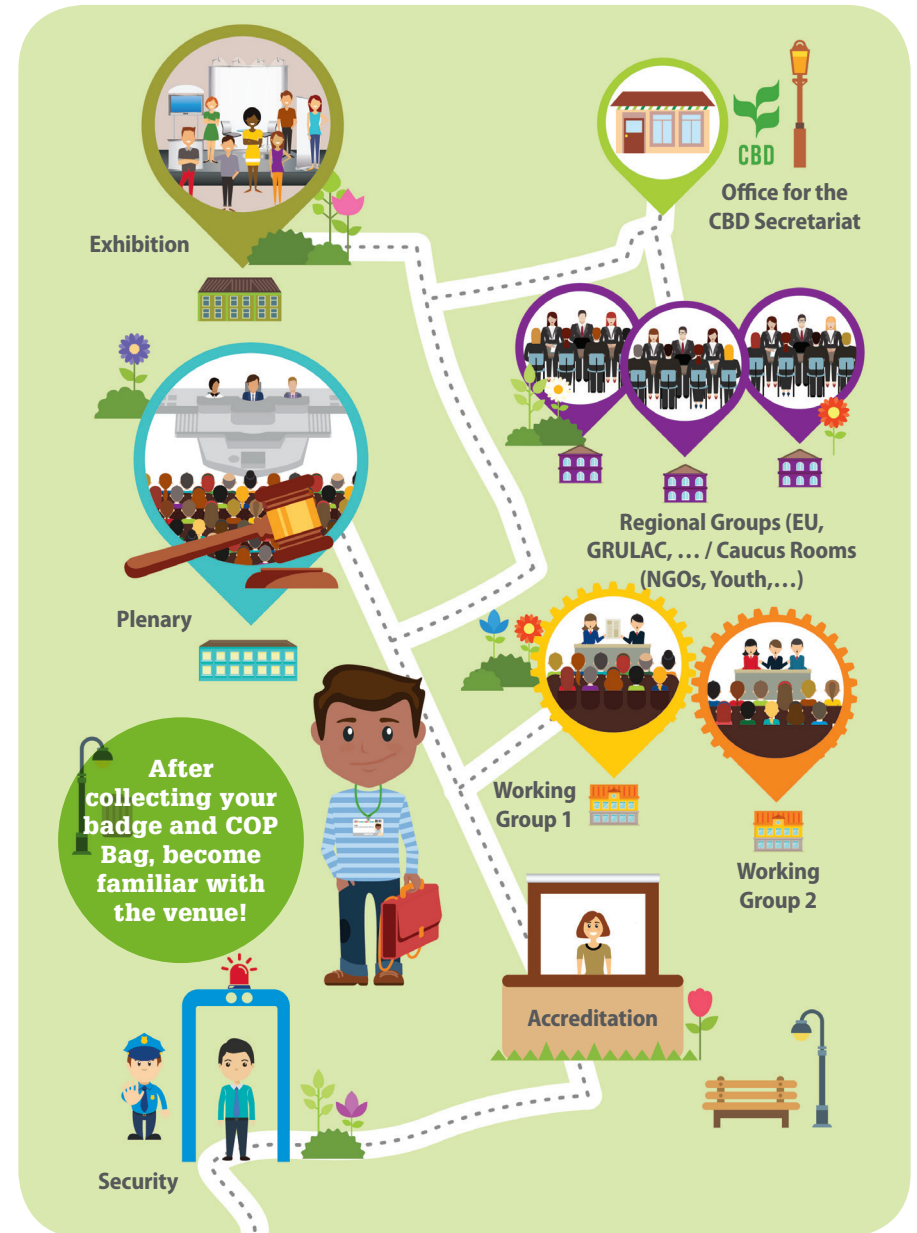 Exhibition
CBD
Office for the
CBD Secretariat
Regional Groups (EU,
GRULAC, … / Caucus Rooms
(NGOs, Youth,…)
Plenary
Working
Group 1
Working
Group 2
After
collecting your
badge and COP
Bag, become
familiar with
the venue!
Accreditation
Security